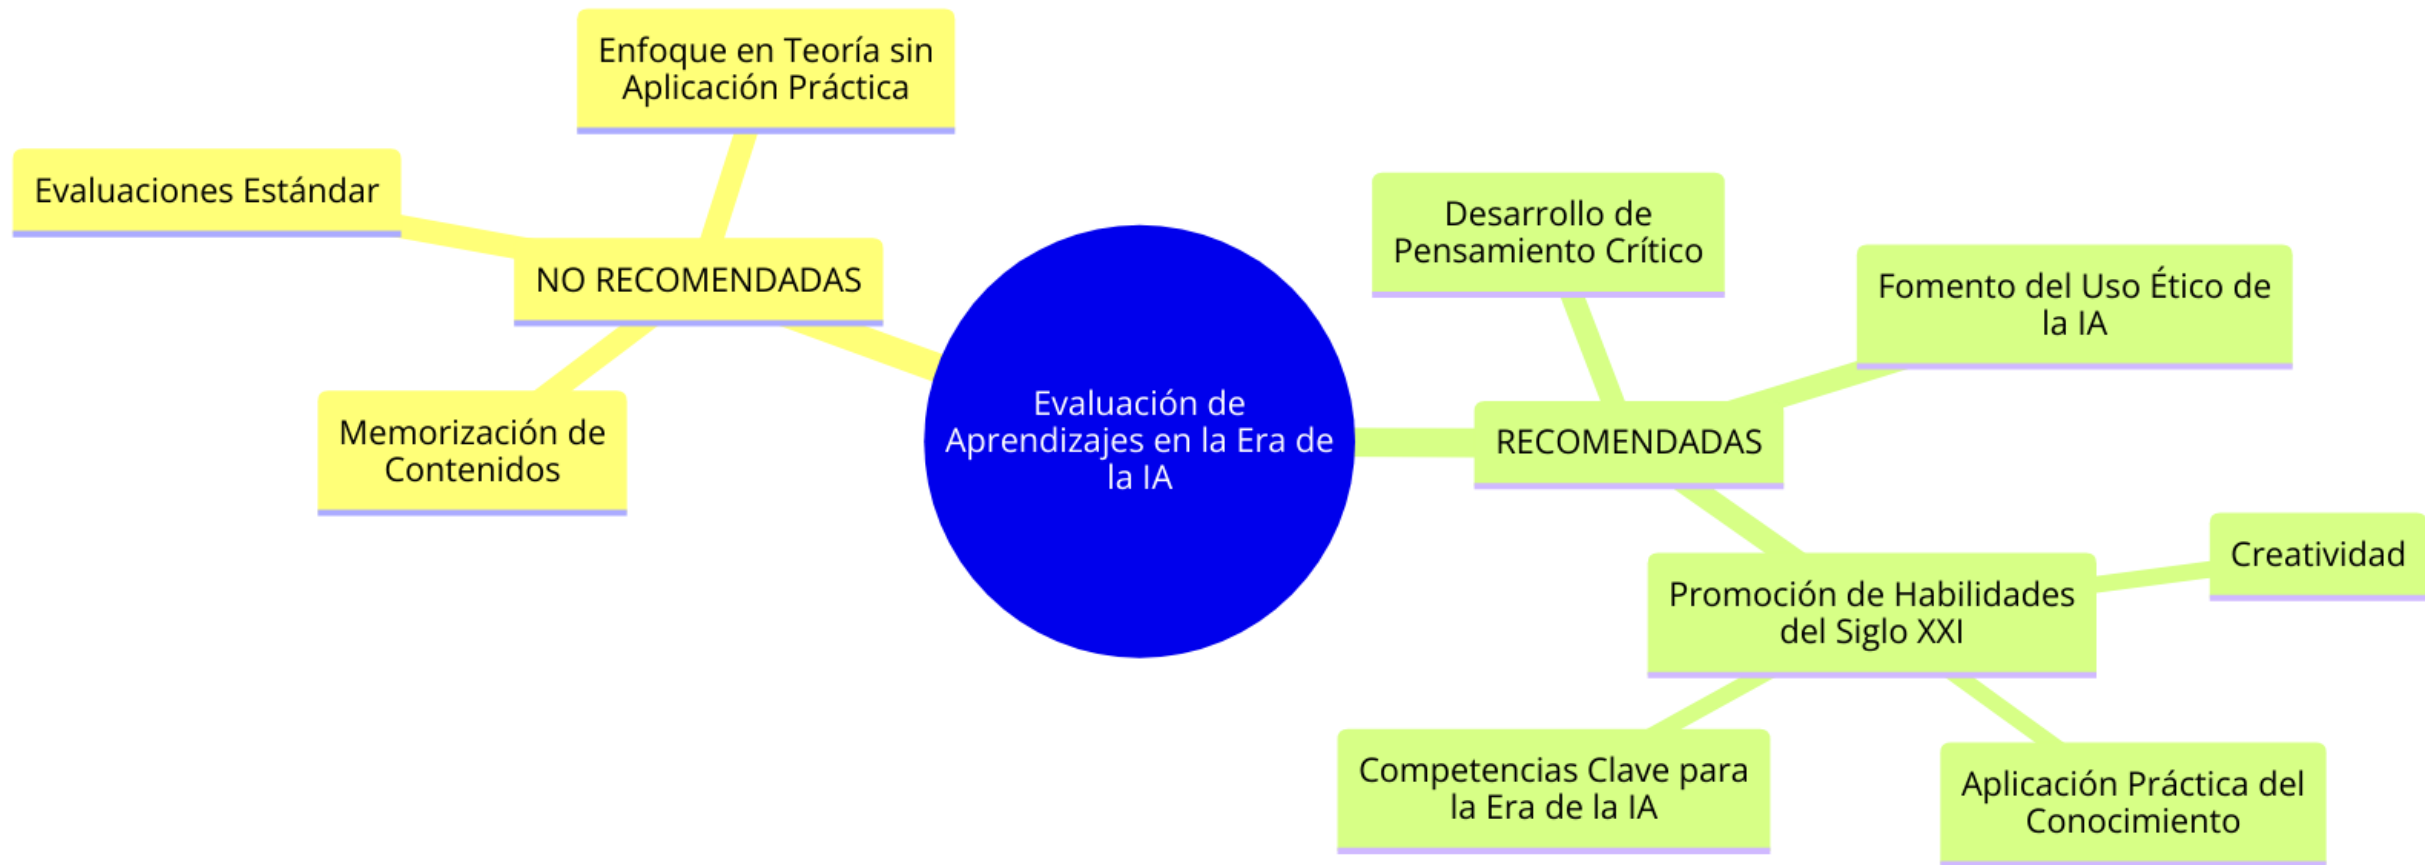 Enfoque en Teoría sin
Aplicación Práctica
Evaluaciones Estándar
NO RECOMENDADAS
Memorización de
Contenidos
Evaluación de
Aprendizajes en la Era de
la IA
Desarrollo de
Pensamiento Crítico
Fomento del Uso Ético de
la IA
RECOMENDADAS
Promoción de Habilidades
del Siglo XXI
Creatividad
Competencias Clave para
la Era de la IA
Aplicación Práctica del
Conocimiento